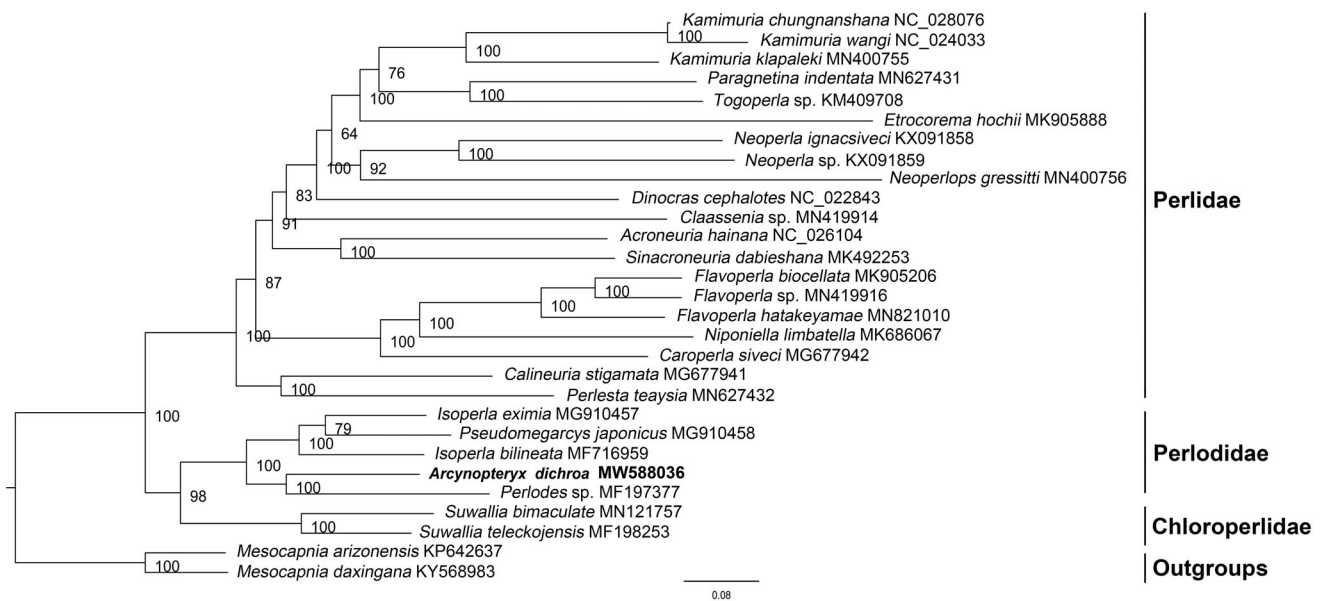 Kamimuria chungnanshana NC_028076
100
Kamimuria wangi NC_024033
100
Kamimuria klapaleki MN400755
76
Paragnetina indentata MN627431
100
100
Togoperla sp. KM409708
Etrocorema hochii MK905888
64
Neoperla ignacsiveci KX091858
100
Neoperla sp. KX091859
100
92
Neoperlops gressitti MN400756
83
Dinocras cephalotes NC_022843
Perlidae
91
Claassenia sp. MN419914
Acroneuria hainana NC_026104
100
Sinacroneuria dabieshana MK492253
87
Flavoperla biocellata MK905206
100
Flavoperla sp. MN419916
100
Flavoperla hatakeyamae MN821010
100
100
Niponiella limbatella MK686067
100
Caroperla siveci MG677942
Calineuria stigamata MG677941
100
Perlesta teaysia MN627432
100
Isoperla eximia MG910457
79
Pseudomegarcys japonicus MG910458
100
Isoperla bilineata MF716959
Perlodidae
100
Arcynopteryx dichroa MW588036
100
Perlodes sp. MF197377
98
Suwallia bimaculate MN121757
100
Suwallia teleckojensis MF198253
Chloroperlidae
Mesocapnia arizonensis KP642637
100
Mesocapnia daxingana KY568983
Outgroups
0.08